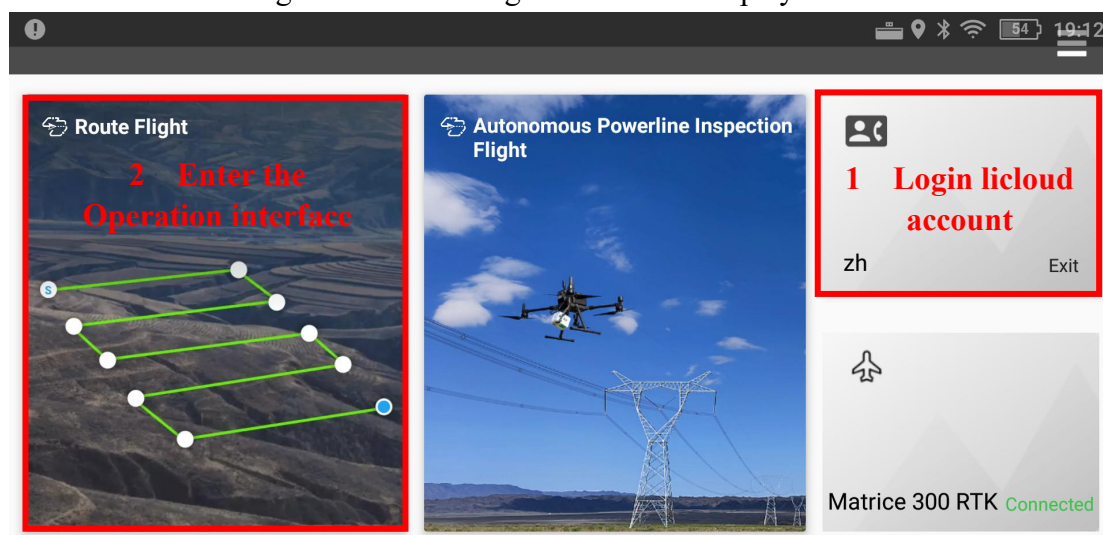 54 19:12
Route Flight
2 Enter the
Operation interface
S
Autonomous Powerline Inspection
Flight
1 Login licloud
account
zh
Exit
Matrice 300 RTK Connected